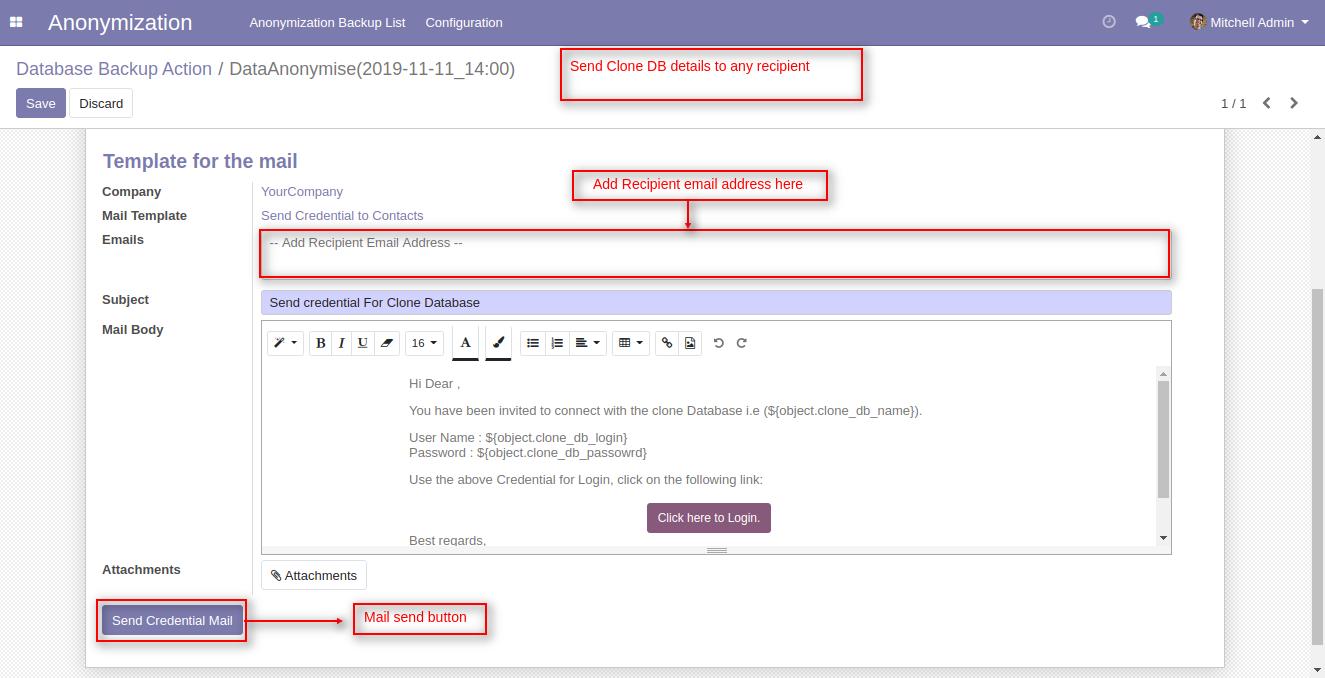 Anonymization Anonymization Backup List Configuration 1 Mitchell Admin
Database Backup Action / DataAnonymise(2019-11-11_14:00)
Send Clone DB details to any recipient
Save Discard
1 / 1
Template for the mail
Company YourCompany
Add Recipient email address here
Mail Template Send Credential to Contacts
Emails -- Add Recipient Email Address --
Subject Send credential For Clone Database
Mail Body
B I U 16 A
Hi Dear ,
You have been invited to connect with the clone Database i.e (${object.clone_db_name}).
User Name : ${object.clone_db_login}
Password : ${object.clone_db_passowrd}
Use the above Credential for Login, click on the following link:
Click here to Login.
Best regards,
Attachments Attachments
Send Credential Mail
Mail send button